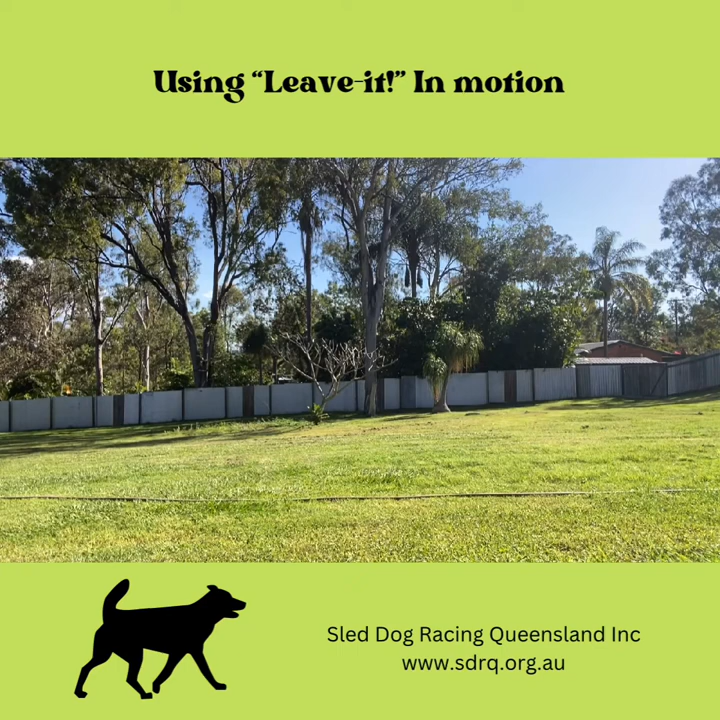 Using “Leave-it!” In motion
Sled Dog Racing Queensland Inc
www.sdrq.org.au